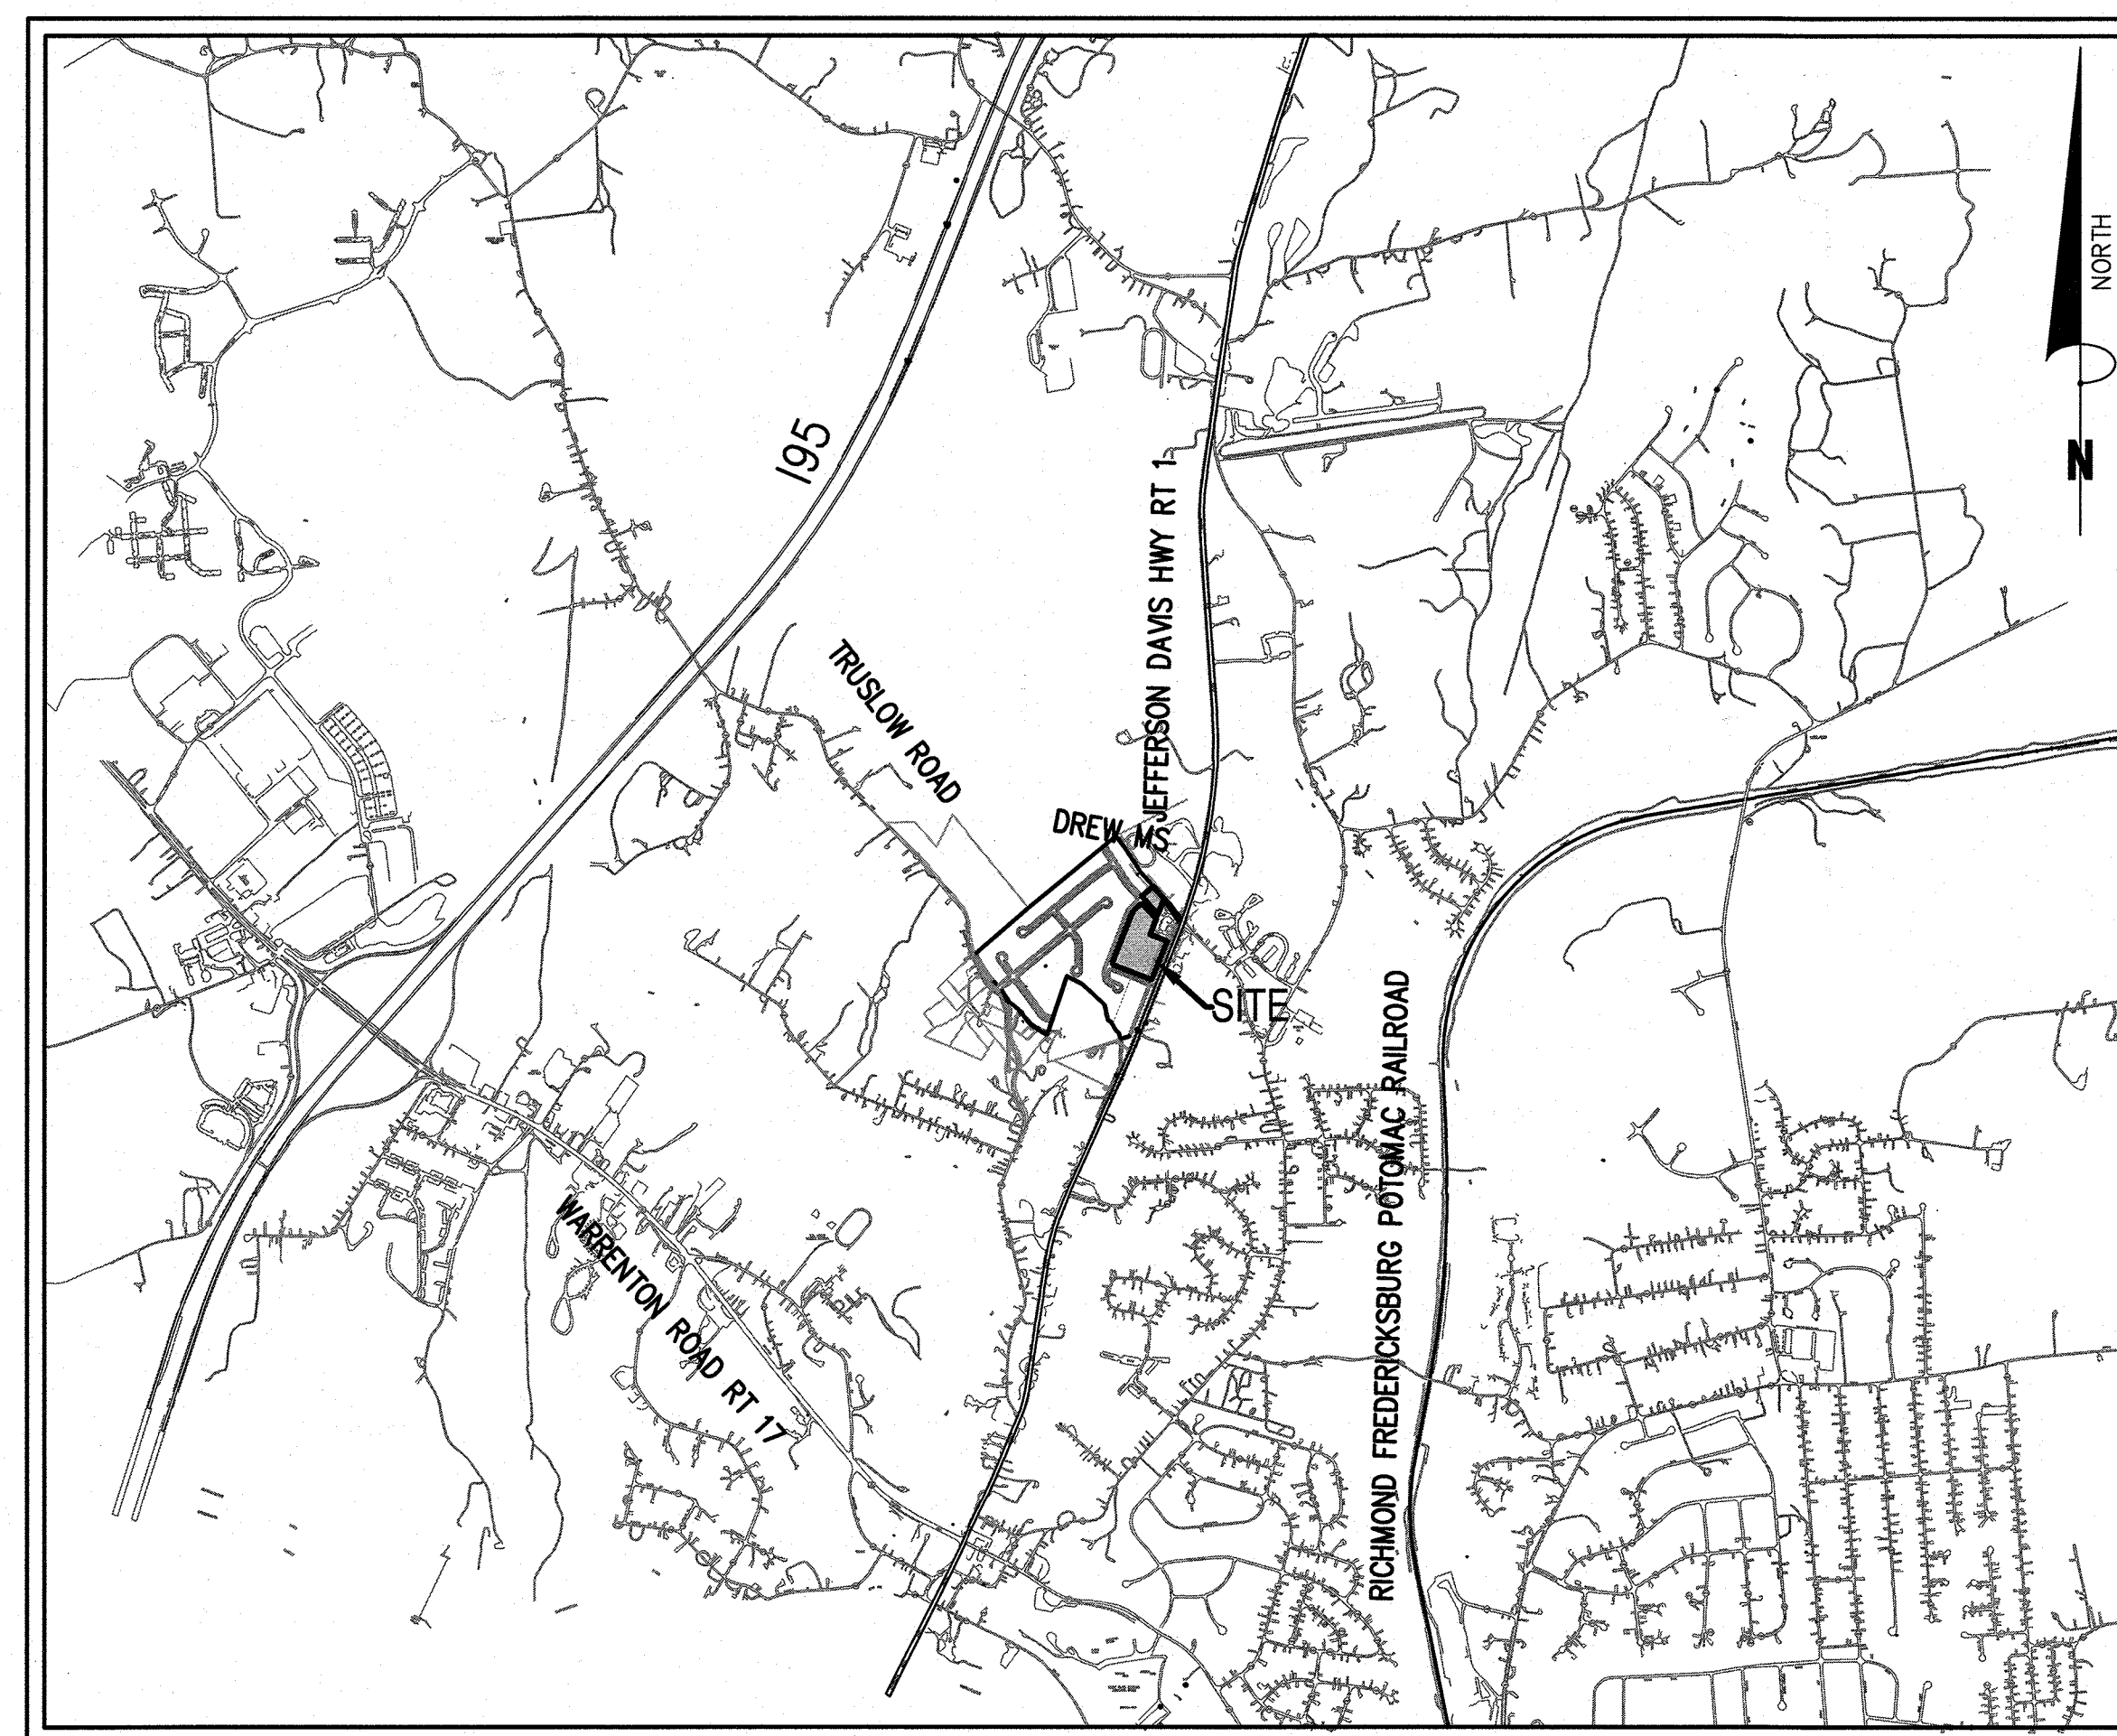 NORTH
N
I95
JEFFERSON DAVIS HWY RT 1
TRUSLOW ROAD
DREW MS
SITE
RICHMOND FREDERICKSBURG POTOMAC RAILROAD
WARRENTON ROAD RT 17